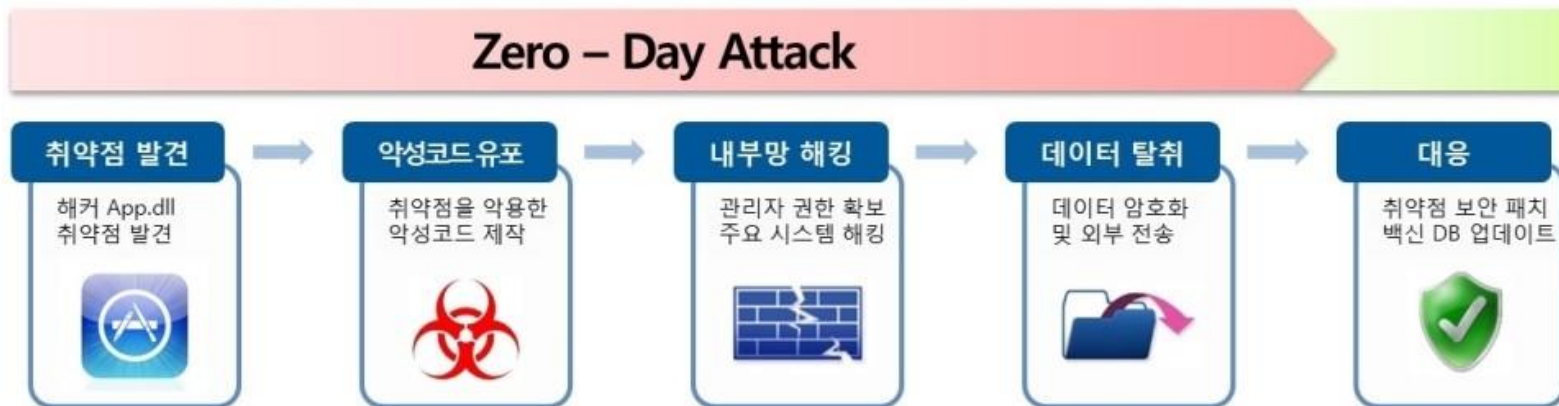 Zero – Day Attack
취약점 발견
해커 App.dll
취약점 발견
악성코드 유포
취약점을 악용한
악성코드 제작
내부망 해킹
관리자 권한 확보
주요 시스템 해킹
데이터 탈취
데이터 암호화
및 외부 전송
대응
취약점 보안 패치
백신 DB 업데이트